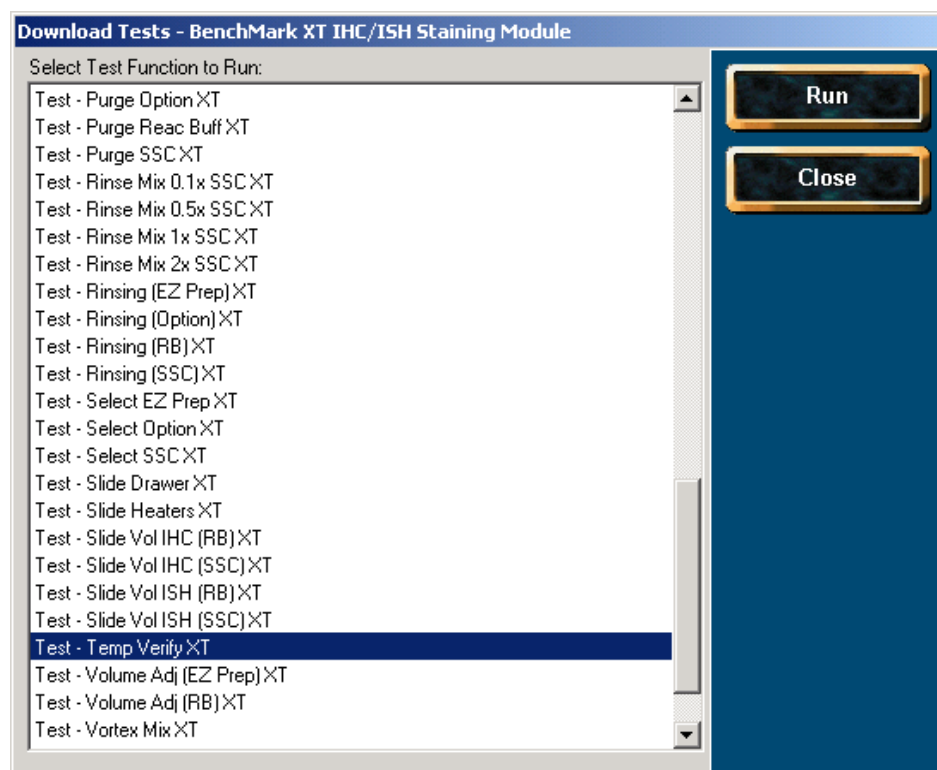 Download Tests - BenchMark XT IHC/ISH Staining Module
Select Test Function to Run:
Test - Purge Option XT
Test - Purge Reac Buff XT
Test - Purge SSC XT
Test - Rinse Mix 0.1x SSC XT
Test - Rinse Mix 0.5x SSC XT
Test - Rinse Mix 1x SSC XT
Test - Rinse Mix 2x SSC XT
Test - Rinsing (EZ Prep) XT
Test - Rinsing (Option) XT
Test - Rinsing (RB) XT
Test - Rinsing (SSC) XT
Test - Select EZ Prep XT
Test - Select Option XT
Test - Select SSC XT
Test - Slide Drawer XT
Test - Slide Heaters XT
Test - Slide Vol IHC (RB) XT
Test - Slide Vol IHC (SSC) XT
Test - Slide Vol ISH (RB) XT
Test - Slide Vol ISH (SSC) XT
Test - Temp Verify XT
Test - Volume Adj (EZ Prep) XT
Test - Volume Adj (RB) XT
Test - Vortex Mix XT
Run
Close